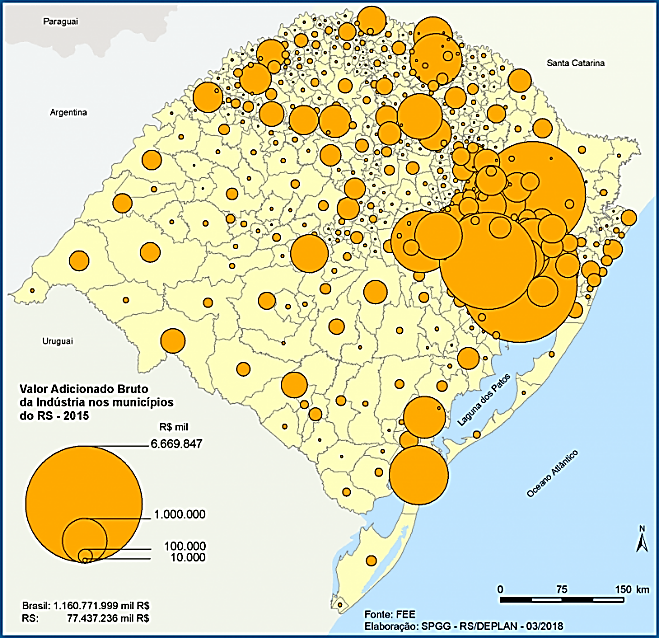 Paraguai
Santa Catarina
Argentina
Uruguai
Laguna dos Patos
Oceano Atlântico
Valor Adicionado Bruto
da Indústria nos municípios
do RS - 2015
R$ mil
6.669.847
1.000.000
100.000
10.000
Brasil: 1.160.771.999 mil R$
RS: 77.437.236 mil R$
N
0 75 150 km
Fonte: FEE
Elaboração: SPGG - RS/DEPLAN - 03/2018